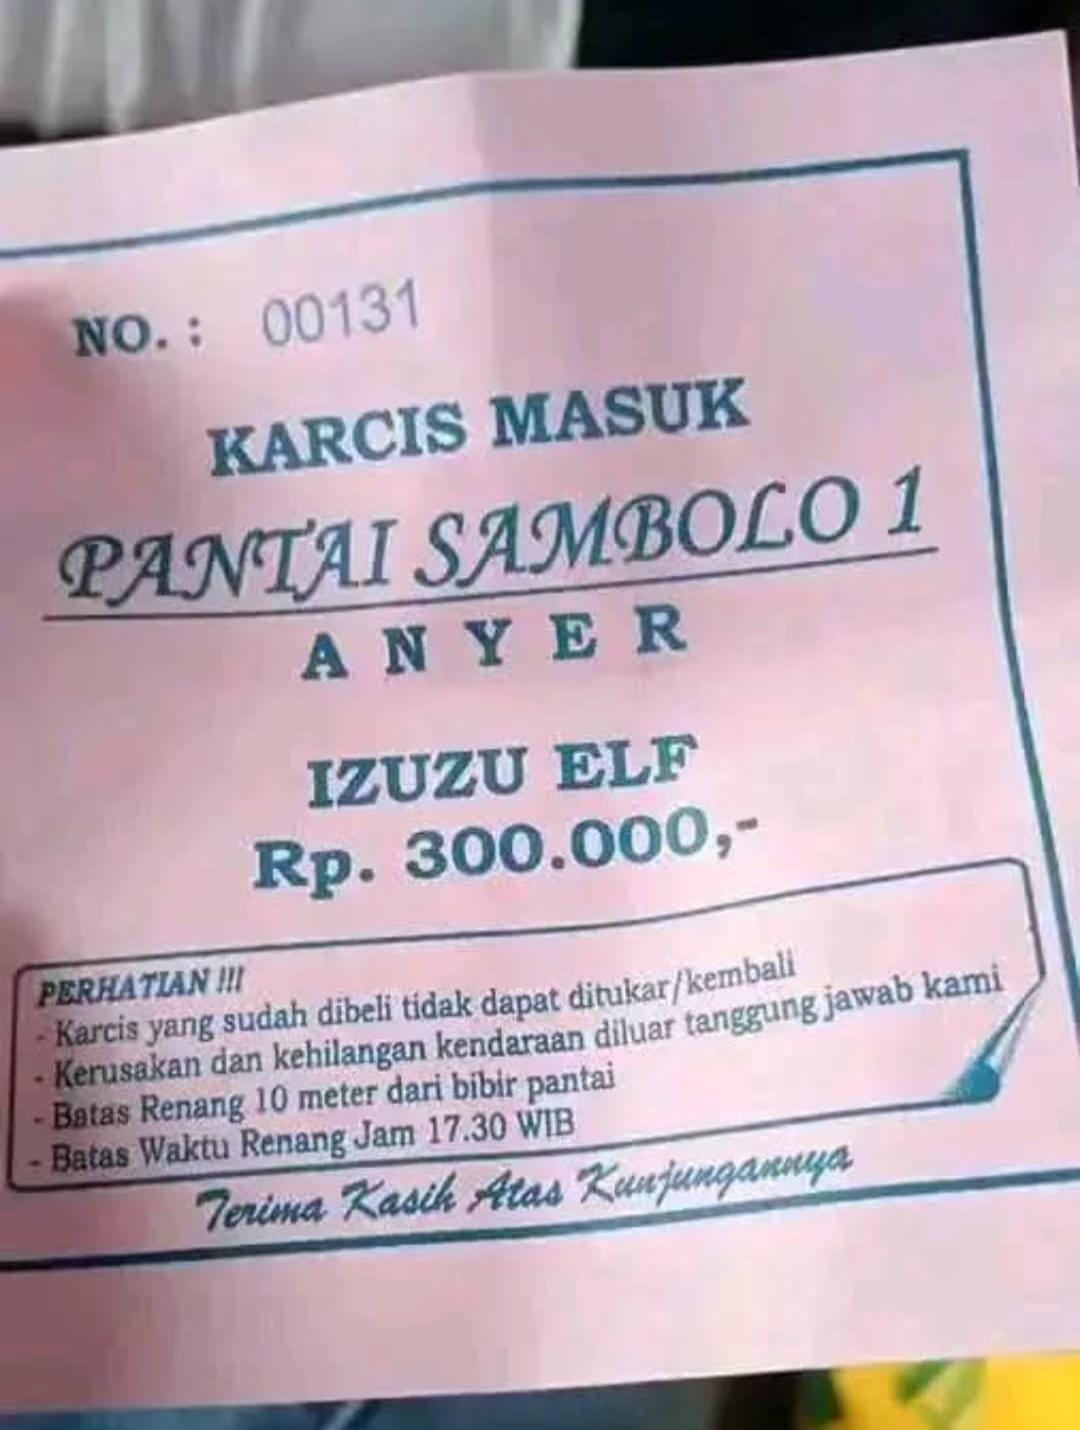 NO. : 00131
KARCIS MASUK
PANTAI SAMBOLO 1
A N Y E R
IZUZU ELF
Rp. 300.000,-
PERHATIAN !!!
- Karcis yang sudah dibeli tidak dapat ditukar/kembali
- Kerusakan dan kehilangan kendaraan diluar tanggung jawab kami
- Batas Renang 10 meter dari bibir pantai
- Batas Waktu Renang Jam 17.30 WIB
Terima Kasih Atas Kunjungannya